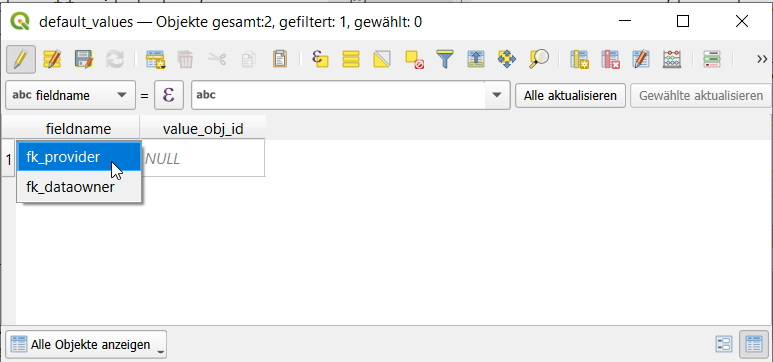 default_values — Objekte gesamt:2, gefiltert: 1, gewählt: 0
abc fieldname = ε abc Alle aktualisieren Gewählte aktualisieren
fieldname value_obj_id
1 fk_provider NULL
fk_dataowner
Alle Objekte anzeigen